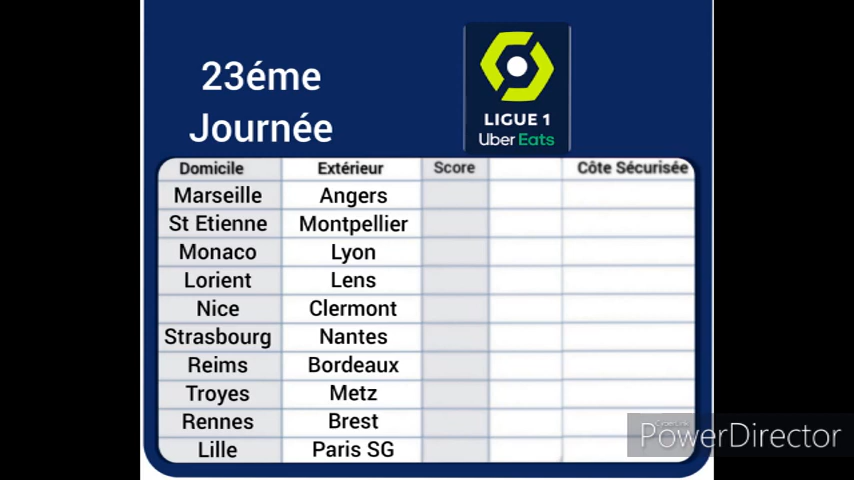 23éme
Journée
LIGUE 1
Uber Eats
Domicile Extérieur Score Côte Sécurisée
Marseille Angers
St Etienne Montpellier
Monaco Lyon
Lorient Lens
Nice Clermont
Strasbourg Nantes
Reims Bordeaux
Troyes Metz
Rennes Brest
Lille Paris SG
CyberLink
PowerDirector